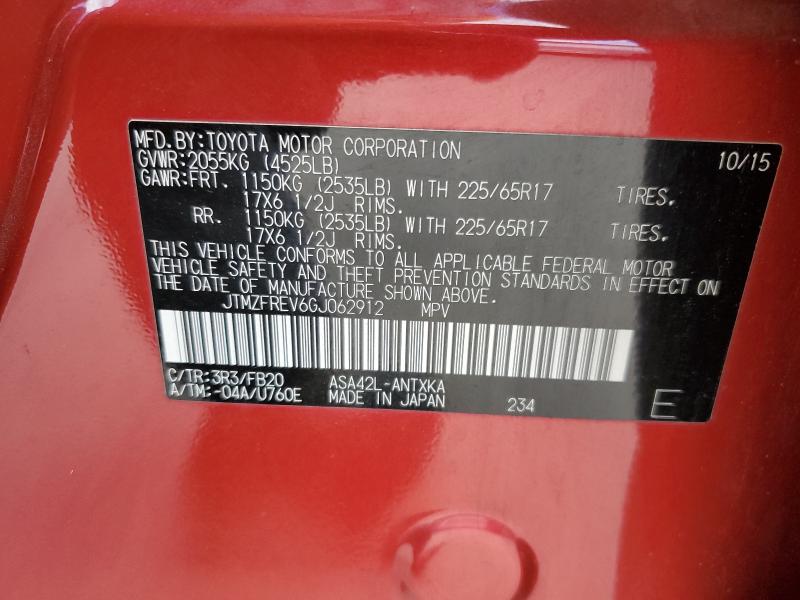 MFD.BY:TOYOTA MOTOR CORPORATION 10/15
GVWR:2055KG (4525LB)
GAWR:FRT. 1150KG (2535LB) WITH 225/65R17 TIRES.
17X6 1/2J RIMS.
RR. 1150KG (2535LB) WITH 225/65R17 TIRES.
17X6 1/2J RIMS.
THIS VEHICLE CONFORMS TO ALL APPLICABLE FEDERAL MOTOR
VEHICLE SAFETY AND THEFT PREVENTION STANDARDS IN EFFECT ON
THE DATE OF MANUFACTURE SHOWN ABOVE.
JTMZFREV6GJ062912 MPV
C/TR:3R3/FB20 ASA42L-ANTXKA
A/TM:-04A/U760E MADE IN JAPAN 234 E